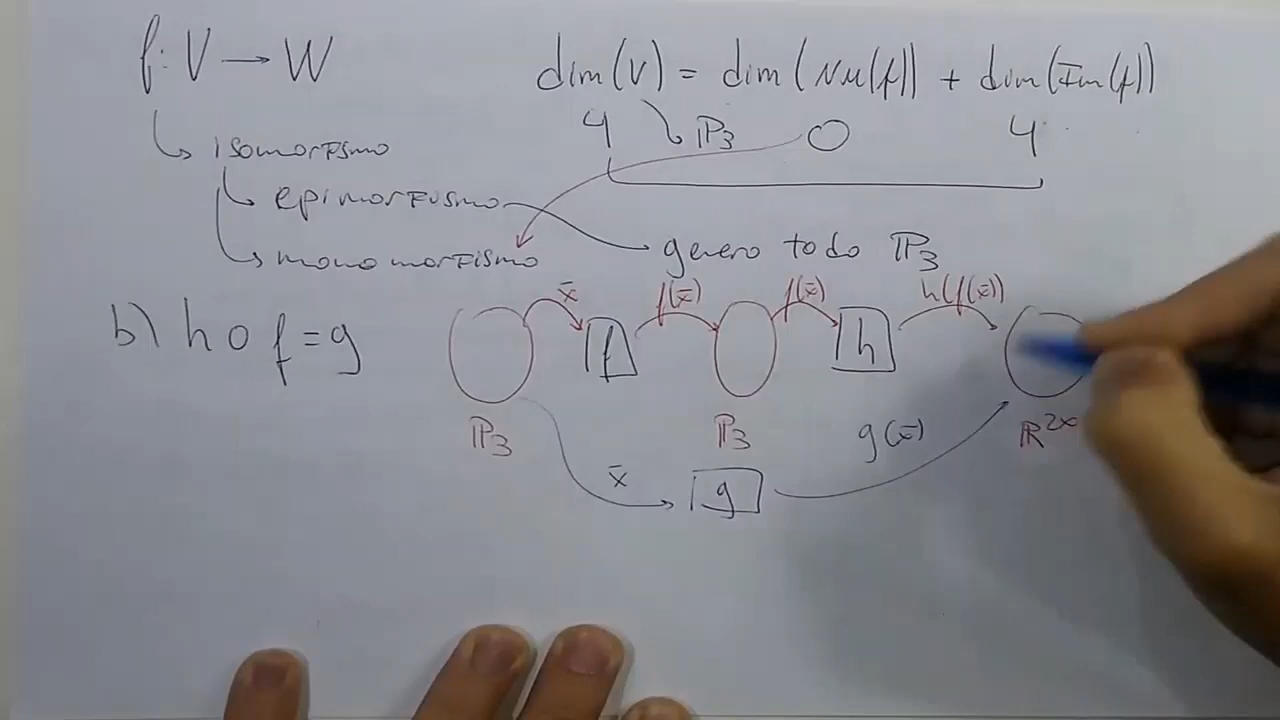 f: V → W
dim(V) = dim(Nu(f)) + dim(Im(f))
4 ℙ3 0 4
isomorfismo
epimorfismo
monomorfismo
genero todo ℙ3
b) h o f = g
x̄ f(x̄) f(x̄) h(f(x̄))
f h
ℙ3 ℙ3 ℝ²ˣ
x̄ g g(x̄)